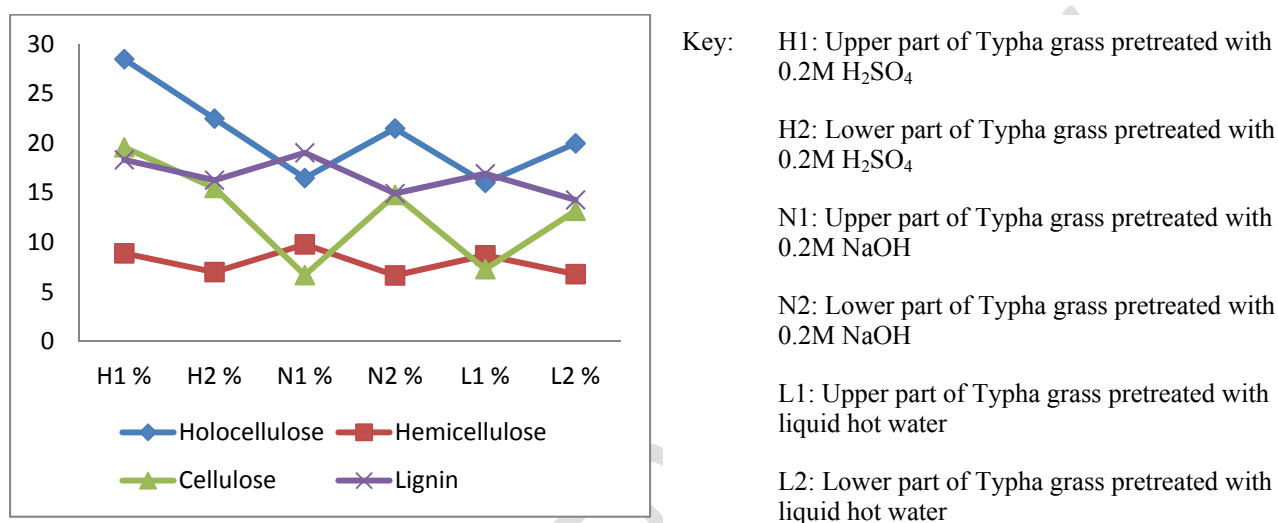 30
25
20
15
10
5
0
H1 % H2 % N1 % N2 % L1 % L2 %
Holocellulose Hemicellulose
Cellulose Lignin
Key: H1: Upper part of Typha grass pretreated with
0.2M H₂SO₄
H2: Lower part of Typha grass pretreated with
0.2M H₂SO₄
N1: Upper part of Typha grass pretreated with
0.2M NaOH
N2: Lower part of Typha grass pretreated with
0.2M NaOH
L1: Upper part of Typha grass pretreated with
liquid hot water
L2: Lower part of Typha grass pretreated with
liquid hot water